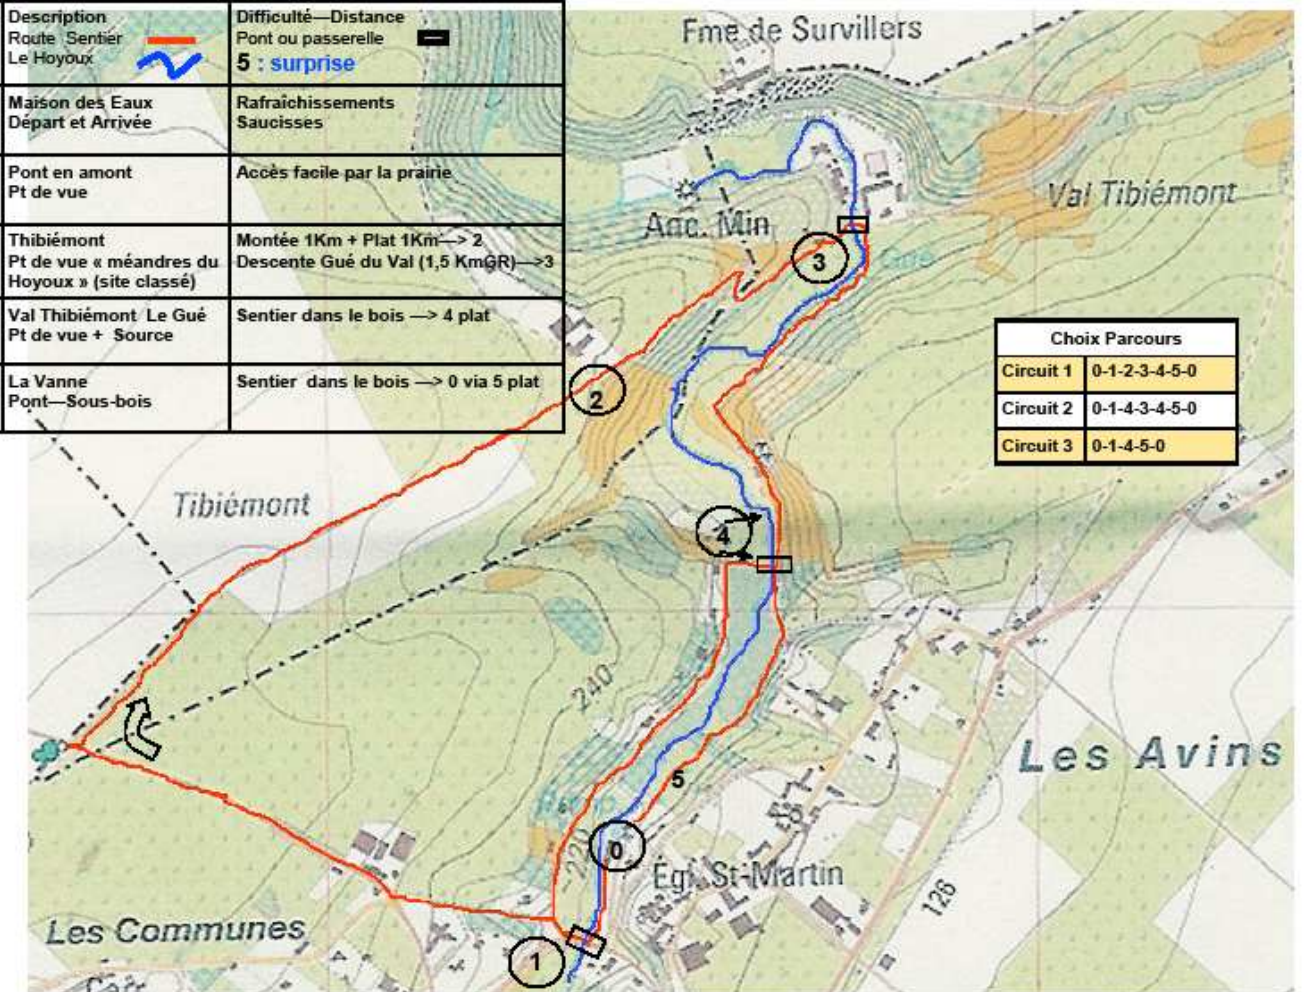 Description
Route Sentier
Le Hoyoux
Difficulté—Distance
Pont ou passerelle
5 : surprise
Maison des Eaux
Départ et Arrivée
Rafraîchissements
Saucisses
Pont en amont
Pt de vue
Accès facile par la prairie
Thibiémont
Pt de vue « méandres du
Hoyoux » (site classé)
Montée 1Km + Plat 1Km—> 2
Descente Gué du Val (1,5 KmGR)—>3
Val Thibiémont Le Gué
Pt de vue + Source
Sentier dans le bois —> 4 plat
La Vanne
Pont—Sous-bois
Sentier dans le bois —> 0 via 5 plat
Fme de Survillers
Val Tibiémont
Anc. Min
3
Gué
Choix Parcours
Circuit 1 0-1-2-3-4-5-0
Circuit 2 0-1-4-3-4-5-0
Circuit 3 0-1-4-5-0
2
Tibiémont
4
240
Les Avins
5
0
220
Égl. St-Martin
126
Les Communes
1